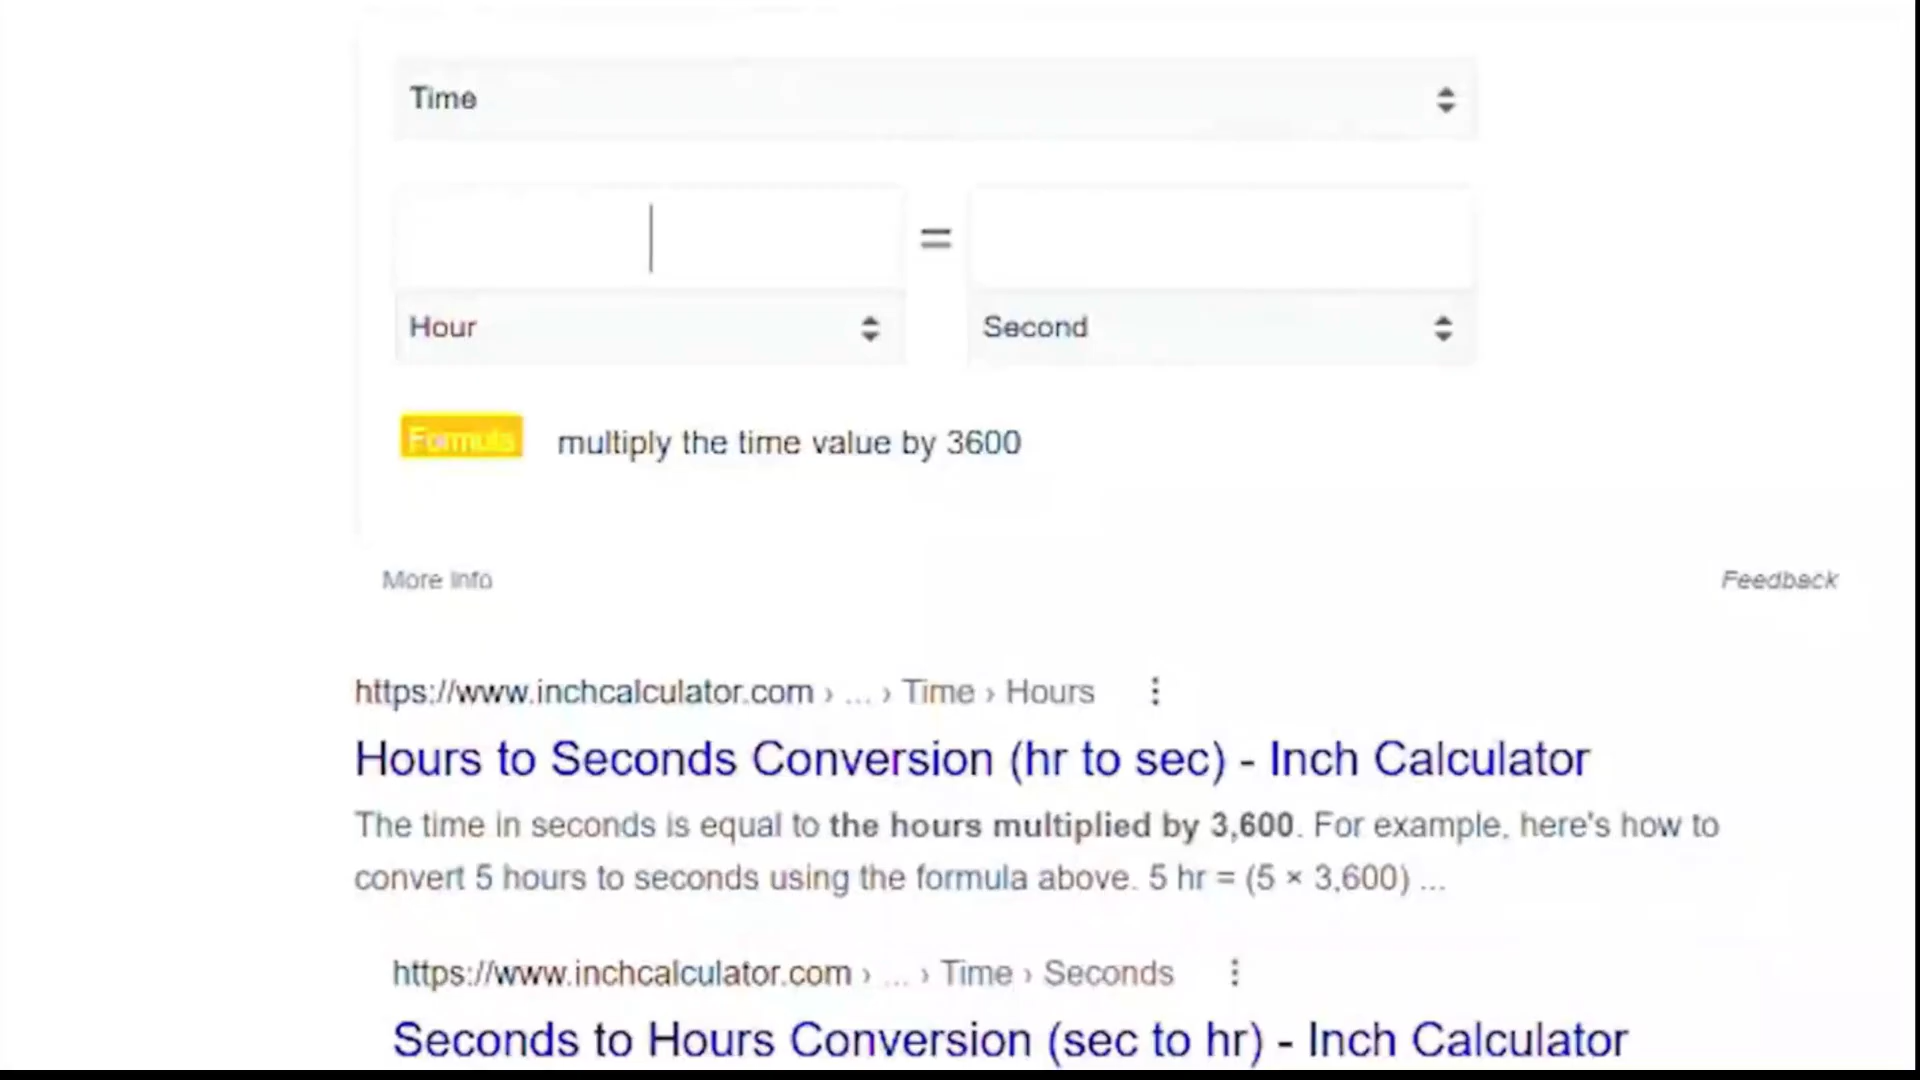 Time
=
Hour
Second
Formula multiply the time value by 3600
More info
Feedback
https://www.inchcalculator.com › ... › Time › Hours
Hours to Seconds Conversion (hr to sec) - Inch Calculator
The time in seconds is equal to the hours multiplied by 3,600. For example, here's how to
convert 5 hours to seconds using the formula above. 5 hr = (5 × 3,600) ...
https://www.inchcalculator.com › ... › Time › Seconds
Seconds to Hours Conversion (sec to hr) - Inch Calculator